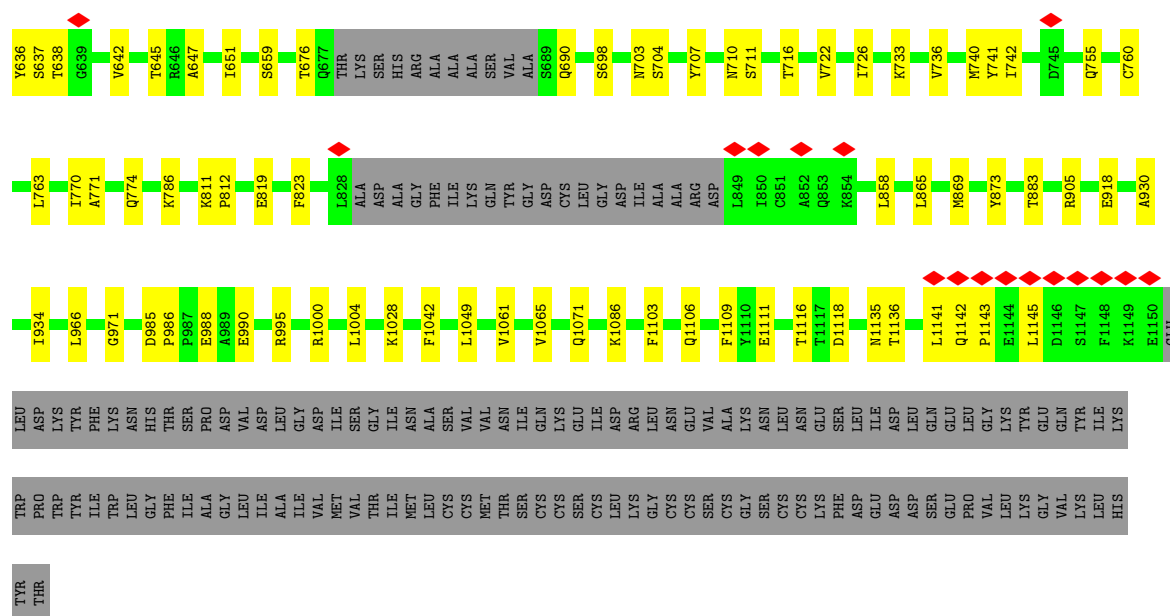 Y636 S637 T638 G639 V642 T645 R646 A647 I651 S659 T676 Q677 THR LYS SER HIS ARG ALA ALA ALA SER VAL ALA S689 Q690 S698 N703 S704 Y707 N710 S711 T716 V722 I726 K733 V736 M740 Y741 I742 D745 Q755 C760
L763 I770 A771 Q774 K786 K811 P812 E819 F823 L828 ALA ASP ALA GLY PHE ILE LYS GLN TYR GLY ASP CYS LEU GLY ASP ILE ALA ALA ARG ASP L849 I850 C851 A852 Q853 K854 L858 L865 M869 Y873 T883 R905 E918 A930
I934 L966 G971 D985 P986 P987 E988 A989 E990 R995 R1000 L1004 K1028 F1042 L1049 V1061 V1065 Q1071 K1086 F1103 Q1106 F1109 Y1110 E1111 T1116 T1117 D1118 N1135 T1136 L1141 Q1142 P1143 E1144 L1145 D1146 S1147 F1148 K1149 E1150
LEU ASP LYS TYR PHE LYS ASN HIS THR SER PRO ASP VAL ASP LEU GLY ASP ILE SER GLY ILE ASN ALA SER VAL VAL ASN ILE GLN LYS GLU ILE ASP ARG LEU ASN GLU VAL ALA LYS ASN LEU ASN GLU SER LEU ILE ASP LEU GLN GLU LEU GLY LYS TYR GLU GLN TYR ILE LYS
TRP PRO TRP TYR ILE TRP LEU GLY PHE ILE ALA GLY LEU ILE ALA ILE VAL MET VAL THR ILE MET LEU CYS CYS MET THR SER CYS CYS SER CYS LEU LYS GLY CYS CYS SER CYS GLY SER CYS CYS LYS PHE ASP GLU ASP ASP SER GLU PRO VAL LEU LYS GLY VAL LYS LEU HIS
TYR THR